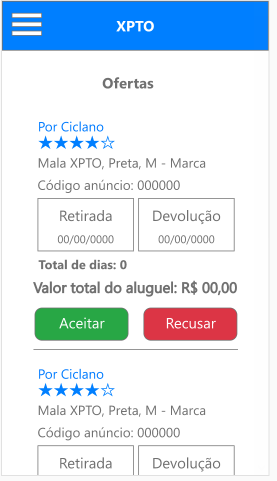 XPTO
Ofertas
Por Ciclano
★★★★☆
Mala XPTO, Preta, M - Marca
Código anúncio: 000000
Retirada Devolução
00/00/0000 00/00/0000
Total de dias: 0
Valor total do aluguel: R$ 00,00
Aceitar Recusar
Por Ciclano
★★★★☆
Mala XPTO, Preta, M - Marca
Código anúncio: 000000
Retirada Devolução